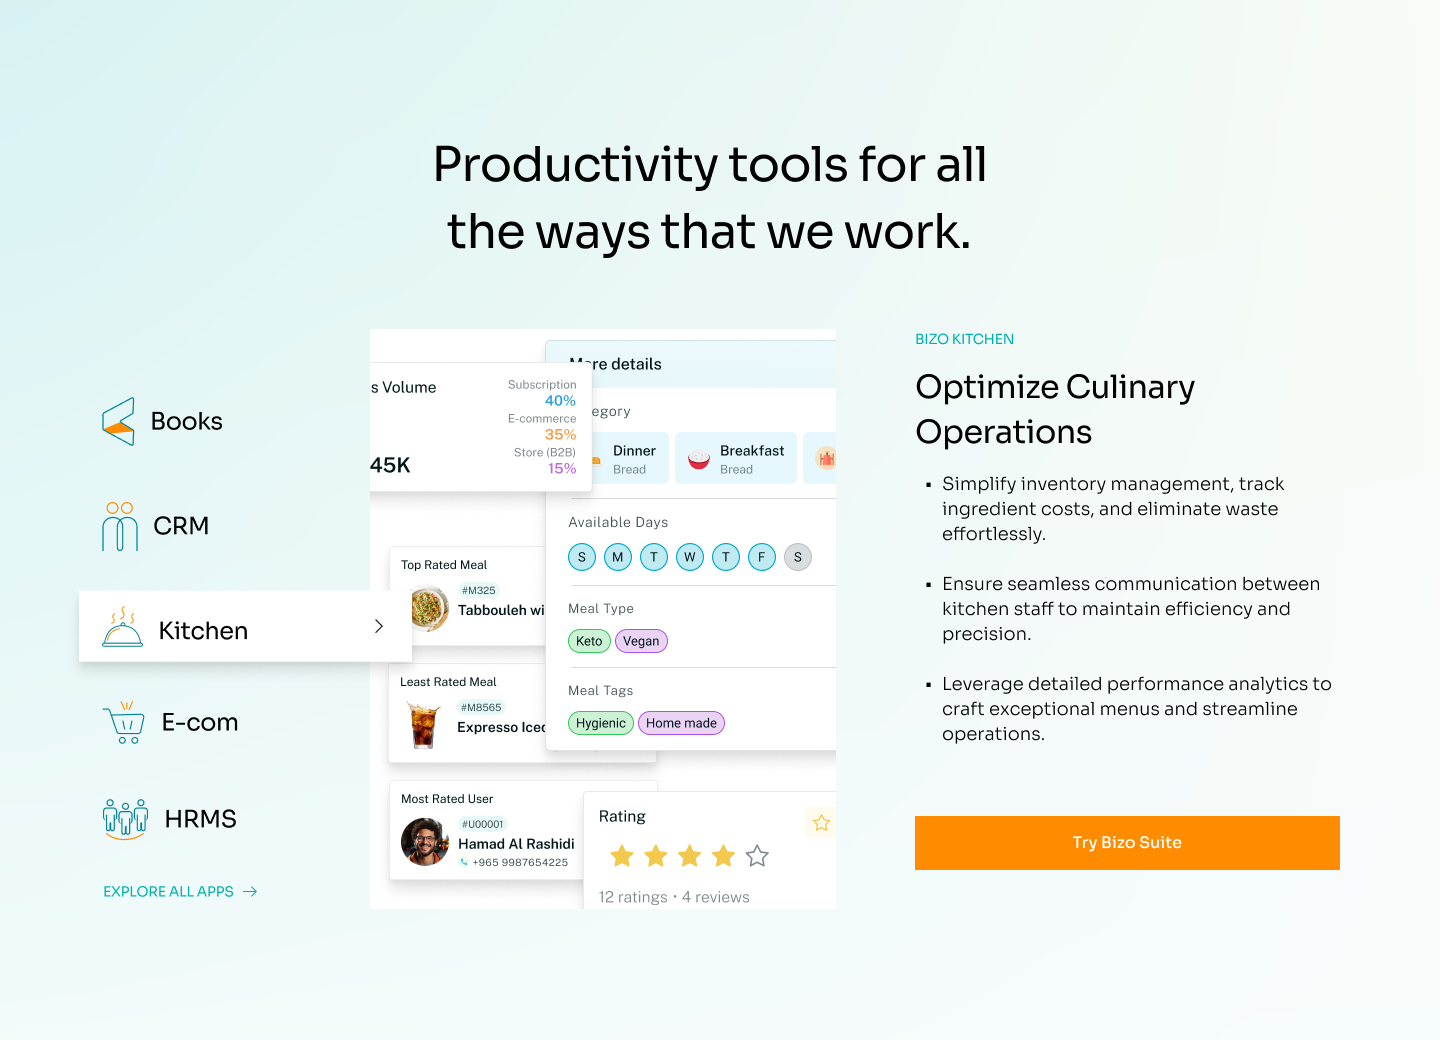 Productivity tools for all
the ways that we work.
Books
CRM
Kitchen
E-com
HRMS
EXPLORE ALL APPS
s Volume
45K
Subscription
40%
E-commerce
35%
Store (B2B)
15%
re details
egory
Dinner
Bread
Breakfast
Bread
Available Days
S M T W T F S
Meal Type
Keto Vegan
Meal Tags
Hygienic Home made
Top Rated Meal
#M325
Tabbouleh wi
Least Rated Meal
#M8565
Expresso Iced
Most Rated User
#U00001
Hamad Al Rashidi
+965 9987654225
Rating
12 ratings • 4 reviews
BIZO KITCHEN
Optimize Culinary
Operations
▪ Simplify inventory management, track
ingredient costs, and eliminate waste
effortlessly.
▪ Ensure seamless communication between
kitchen staff to maintain efficiency and
precision.
▪ Leverage detailed performance analytics to
craft exceptional menus and streamline
operations.
Try Bizo Suite